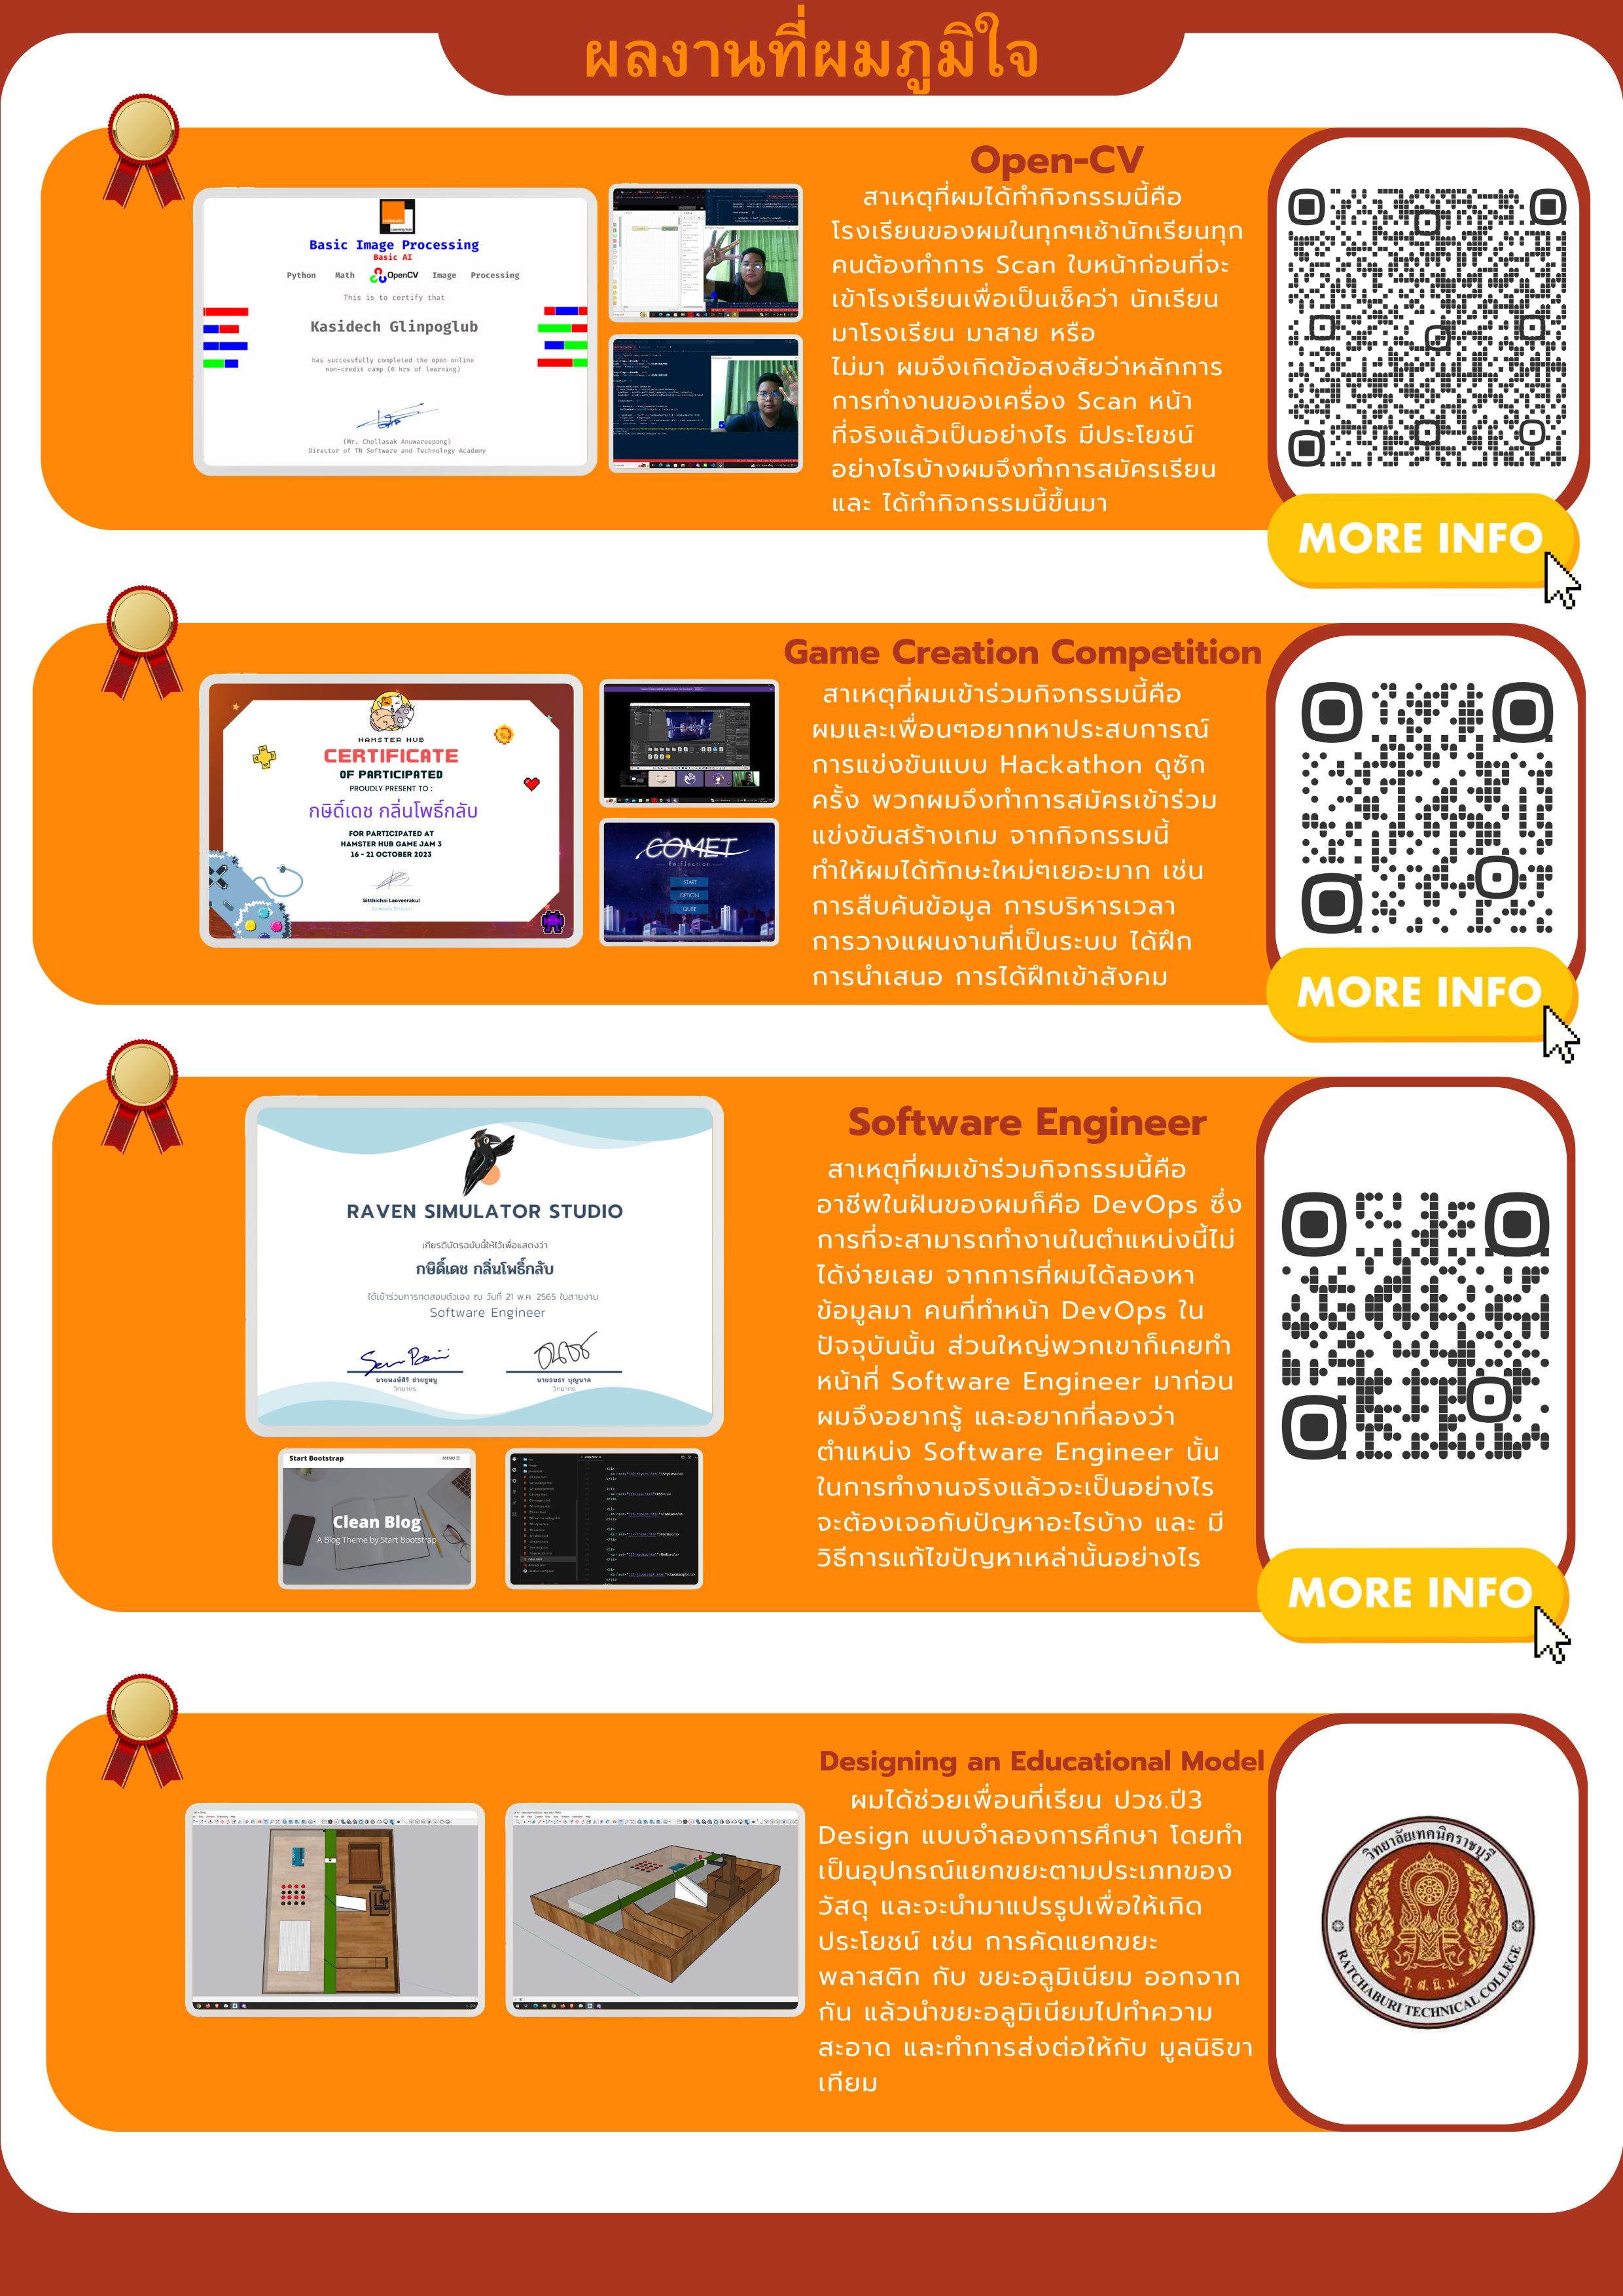 ผลงานที่ผมภูมิใจ
Open-CV
สาเหตุที่ผมได้ทำกิจกรรมนี้คือ
โรงเรียนของผมในทุกๆเช้านักเรียนทุก
คนต้องทำการ Scan ใบหน้าก่อนที่จะ
เข้าโรงเรียนเพื่อเป็นเช็คว่า นักเรียน
มาโรงเรียน มาสาย หรือ
ไม่มา ผมจึงเกิดข้อสงสัยว่าหลักการ
การทำงานของเครื่อง Scan หน้า
ที่จริงแล้วเป็นอย่างไร มีประโยชน์
อย่างไรบ้างผมจึงทำการสมัครเรียน
และ ได้ทำกิจกรรมนี้ขึ้นมา
Basic Image Processing
Basic AI
Python Math OpenCV Image Processing
This is to certify that
Kasidech Glinpoglub
has successfully completed the open online
non-credit camp (6 hrs of learning)
(Mr. Chollasak Anuwareepong)
Director of TN Software and Technology Academy
MORE INFO
Game Creation Competition
สาเหตุที่ผมเข้าร่วมกิจกรรมนี้คือ
ผมและเพื่อนๆอยากหาประสบการณ์
การแข่งขันแบบ Hackathon ดูซัก
ครั้ง พวกผมจึงทำการสมัครเข้าร่วม
แข่งขันสร้างเกม จากกิจกรรมนี้
ทำให้ผมได้ทักษะใหม่ๆเยอะมาก เช่น
การสืบค้นข้อมูล การบริหารเวลา
การวางแผนงานที่เป็นระบบ ได้ฝึก
การนำเสนอ การได้ฝึกเข้าสังคม
HAMSTER HUB
CERTIFICATE
OF PARTICIPATED
PROUDLY PRESENT TO :
กษิดิ์เดช กลิ่นโพธิ์กลับ
FOR PARTICIPATED AT
HAMSTER HUB GAME JAM 3
16 - 21 OCTOBER 2023
Sitthichai Laeveerakul
COMET
START
OPTION
MORE INFO
Software Engineer
สาเหตุที่ผมเข้าร่วมกิจกรรมนี้คือ
อาชีพในฝันของผมก็คือ DevOps ซึ่ง
การที่จะสามารถทำงานในตำแหน่งนี้ไม่
ได้ง่ายเลย จากการที่ผมได้ลองหา
ข้อมูลมา คนที่ทำหน้า DevOps ใน
ปัจจุบันนั้น ส่วนใหญ่พวกเขาก็เคยทำ
หน้าที่ Software Engineer มาก่อน
ผมจึงอยากรู้ และอยากที่ลองว่า
ตำแหน่ง Software Engineer นั้น
ในการทำงานจริงแล้วจะเป็นอย่างไร
จะต้องเจอกับปัญหาอะไรบ้าง และ มี
วิธีการแก้ไขปัญหาเหล่านั้นอย่างไร
RAVEN SIMULATOR STUDIO
เกียรติบัตรฉบับนี้ให้ไว้เพื่อแสดงว่า
กษิดิ์เดช กลิ่นโพธิ์กลับ
ได้เข้าร่วมการทดสอบตัวเอง ณ วันที่ 21 พ.ค. 2565 ในสายงาน
Software Engineer
วิทยากร
วิทยากร
Start Bootstrap
MENU
Clean Blog
A Blog Theme by Start Bootstrap
MORE INFO
Designing an Educational Model
ผมได้ช่วยเพื่อนที่เรียน ปวช.ปี3
Design แบบจำลองการศึกษา โดยทำ
เป็นอุปกรณ์แยกขยะตามประเภทของ
วัสดุ และจะนำมาแปรรูปเพื่อให้เกิด
ประโยชน์ เช่น การคัดแยกขยะ
พลาสติก กับ ขยะอลูมิเนียม ออกจาก
กัน แล้วนำขยะอลูมิเนียมไปทำความ
สะอาด และทำการส่งต่อให้กับ มูลนิธิขา
เทียม
วิทยาลัยเทคนิคราชบุรี
ท. ส. นิ. ม.
RATCHABURI TECHNICAL COLLEGE